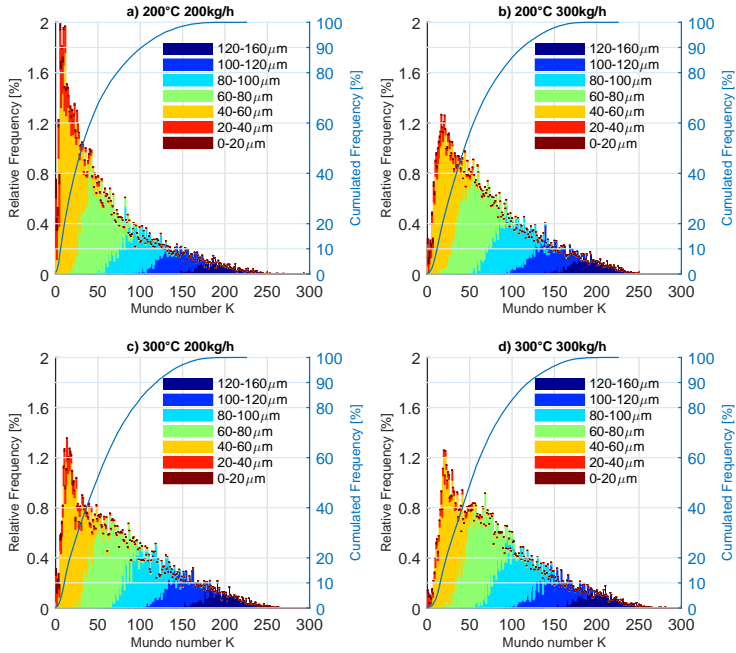 a) 200°C 200kg/h
2
1.6
1.2
0.8
0.4
0
Relative Frequency [%]
100
90
80
60
40
20
10
0
Cumulated Frequency [%]
120-160μm
100-120μm
80-100μm
60-80μm
40-60μm
20-40μm
0-20μm
0 50 100 150 200 250 300
Mundo number K
b) 200°C 300kg/h
2
1.6
1.2
0.8
0.4
0
Relative Frequency [%]
100
90
80
60
40
20
10
0
Cumulated Frequency [%]
120-160μm
100-120μm
80-100μm
60-80μm
40-60μm
20-40μm
0-20μm
0 50 100 150 200 250 300
Mundo number K
c) 300°C 200kg/h
2
1.6
1.2
0.8
0.4
0
Relative Frequency [%]
100
90
80
60
40
20
10
0
Cumulated Frequency [%]
120-160μm
100-120μm
80-100μm
60-80μm
40-60μm
20-40μm
0-20μm
0 50 100 150 200 250 300
Mundo number K
d) 300°C 300kg/h
2
1.6
1.2
0.8
0.4
0
Relative Frequency [%]
100
90
80
60
40
20
10
0
Cumulated Frequency [%]
120-160μm
100-120μm
80-100μm
60-80μm
40-60μm
20-40μm
0-20μm
0 50 100 150 200 250 300
Mundo number K